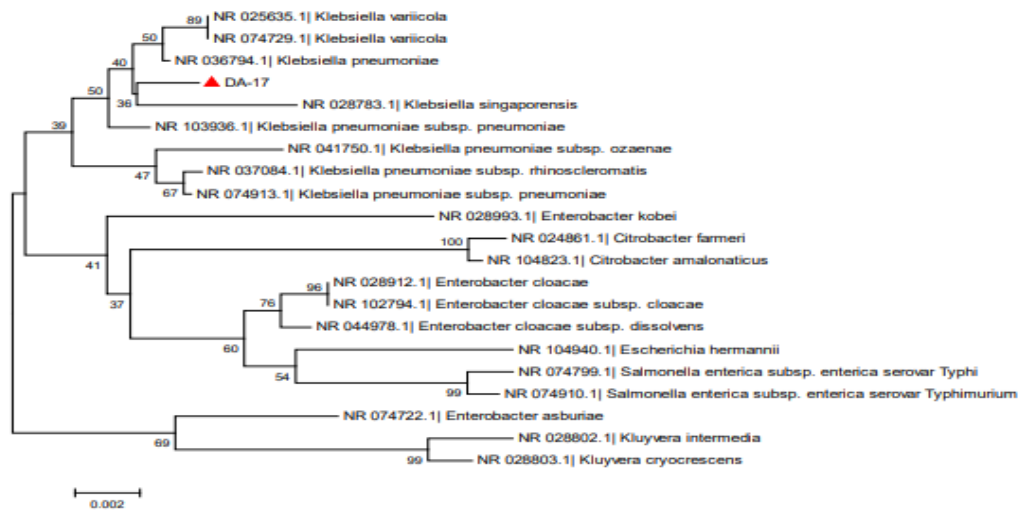 89
NR 025635.1| Klebsiella variicola
NR 074729.1| Klebsiella variicola
50
NR 036794.1| Klebsiella pneumoniae
40
DA-17
50
36
NR 028783.1| Klebsiella singaporensis
39
NR 103936.1| Klebsiella pneumoniae subsp. pneumoniae
NR 041750.1| Klebsiella pneumoniae subsp. ozaenae
47
NR 037084.1| Klebsiella pneumoniae subsp. rhinoscleromatis
67
NR 074913.1| Klebsiella pneumoniae subsp. pneumoniae
NR 028993.1| Enterobacter kobei
41
100
NR 024861.1| Citrobacter farmeri
NR 104823.1| Citrobacter amalonaticus
37
96
NR 028912.1| Enterobacter cloacae
76
NR 102794.1| Enterobacter cloacae subsp. cloacae
NR 044978.1| Enterobacter cloacae subsp. dissolvens
60
NR 104940.1| Escherichia hermannii
54
NR 074799.1| Salmonella enterica subsp. enterica serovar Typhi
99
NR 074910.1| Salmonella enterica subsp. enterica serovar Typhimurium
NR 074722.1| Enterobacter asburiae
69
NR 028802.1| Kluyvera intermedia
99
NR 028803.1| Kluyvera cryocrescens
0.002